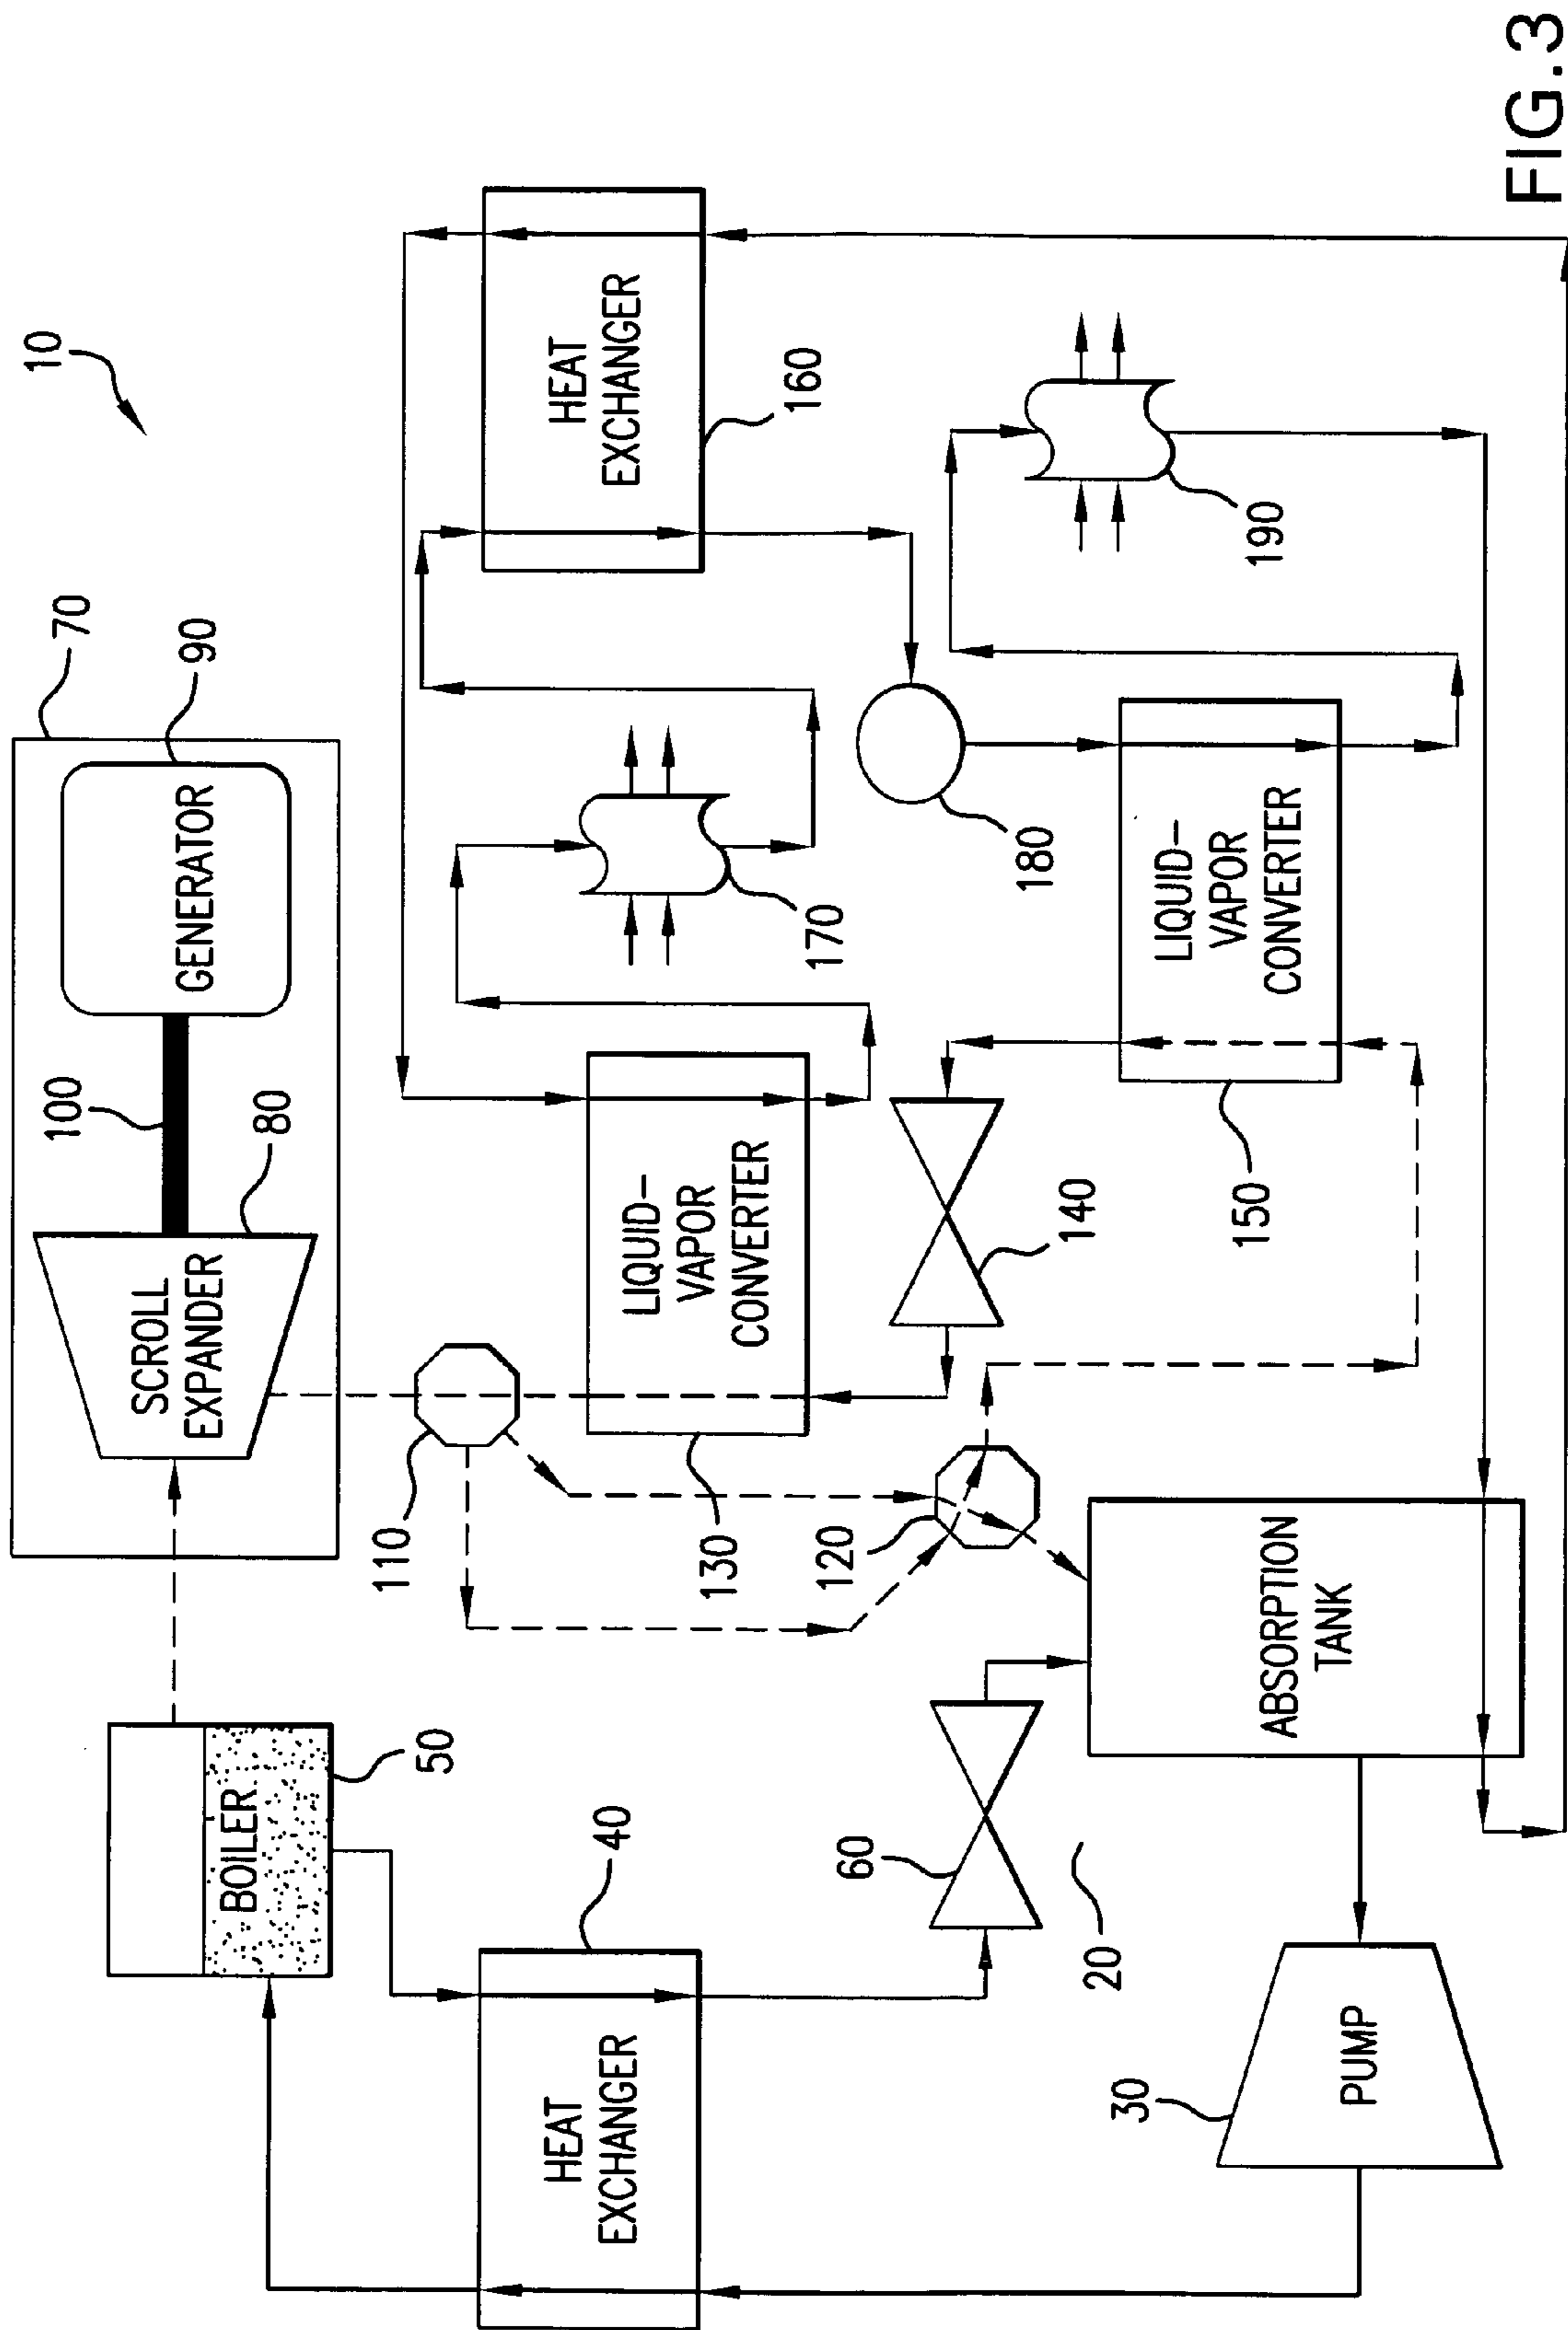 10
70
BOILER
50
SCROLL
EXPANDER
80
100
GENERATOR
90
HEAT
EXCHANGER
40
110
LIQUID-
VAPOR
CONVERTER
130
170
HEAT
EXCHANGER
160
60
120
140
180
190
20
30
PUMP
ABSORPTION
TANK
LIQUID-
VAPOR
CONVERTER
150
FIG.3